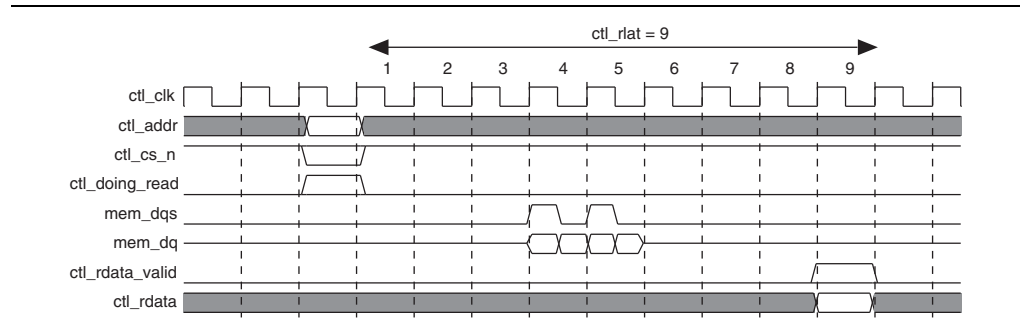 ctl_rlat = 9
1 2 3 4 5 6 7 8 9
ctl_clk
ctl_addr
ctl_cs_n
ctl_doing_read
mem_dqs
mem_dq
ctl_rdata_valid
ctl_rdata